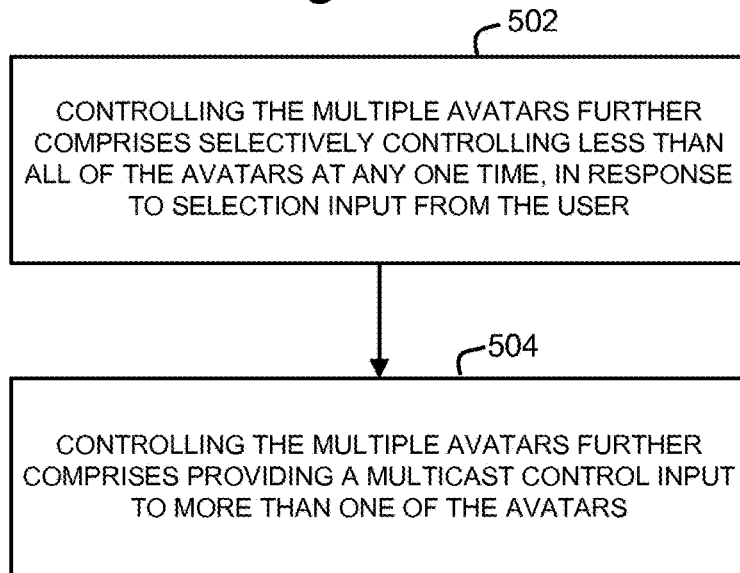 502
CONTROLLING THE MULTIPLE AVATARS FURTHER
COMPRISES SELECTIVELY CONTROLLING LESS THAN
ALL OF THE AVATARS AT ANY ONE TIME, IN RESPONSE
TO SELECTION INPUT FROM THE USER
504
CONTROLLING THE MULTIPLE AVATARS FURTHER
COMPRISES PROVIDING A MULTICAST CONTROL INPUT
TO MORE THAN ONE OF THE AVATARS